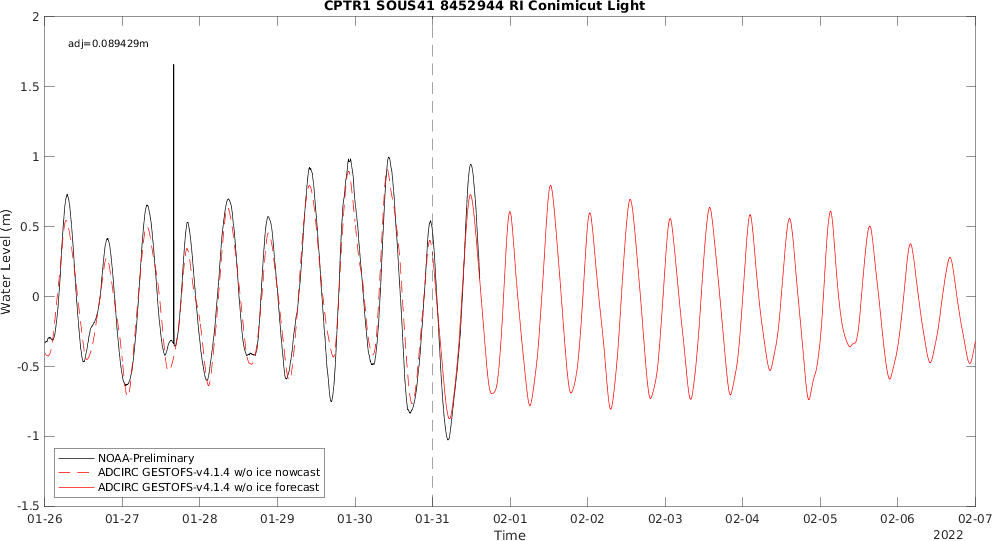 CPTR1 SOUS41 8452944 RI Conimicut Light
adj=0.089429m
2
1.5
1
0.5
0
-0.5
-1
-1.5
Water Level (m)
NOAA-Preliminary
ADCIRC GESTOFS-v4.1.4 w/o ice nowcast
ADCIRC GESTOFS-v4.1.4 w/o ice forecast
01-26 01-27 01-28 01-29 01-30 01-31 02-01 02-02 02-03 02-04 02-05 02-06 02-07
Time
2022